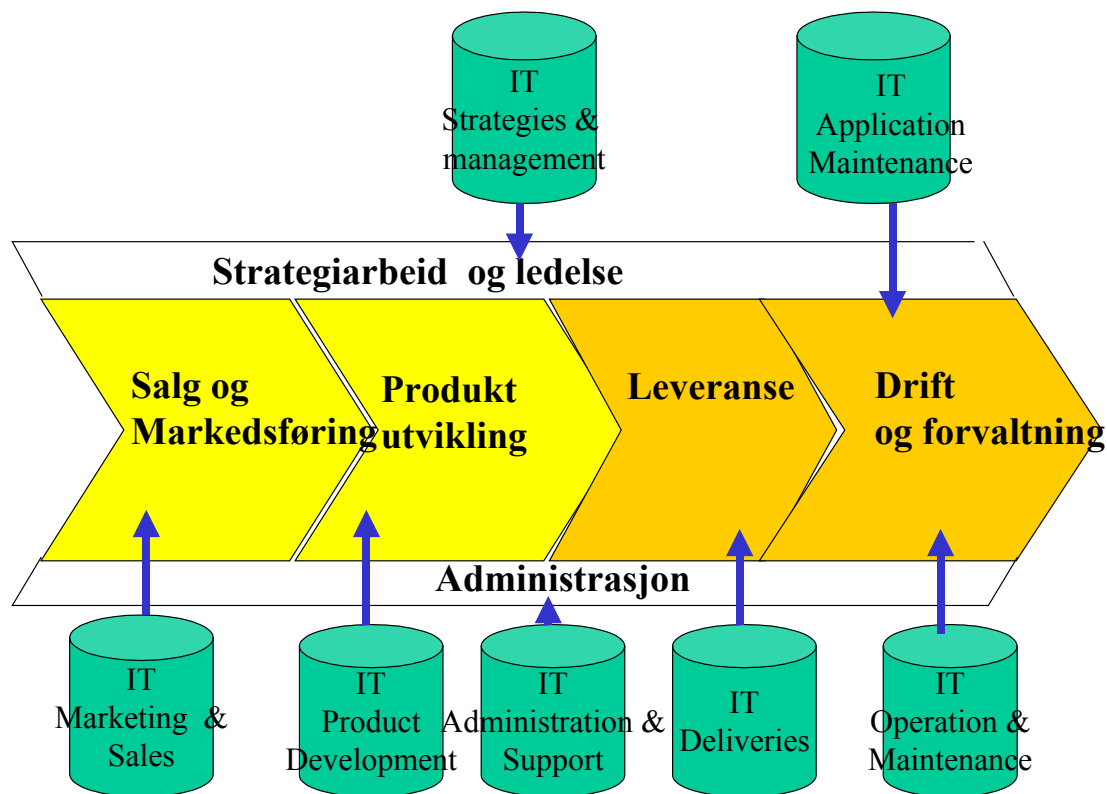 IT
Strategies &
management
IT
Application
Maintenance
Strategiarbeid og ledelse
Salg og
Markedsføring
Produkt
utvikling
Leveranse
Drift
og forvaltning
Administrasjon
IT
Marketing &
Sales
IT
Product
Development
IT
Administration &
Support
IT
Deliveries
IT
Operation &
Maintenance